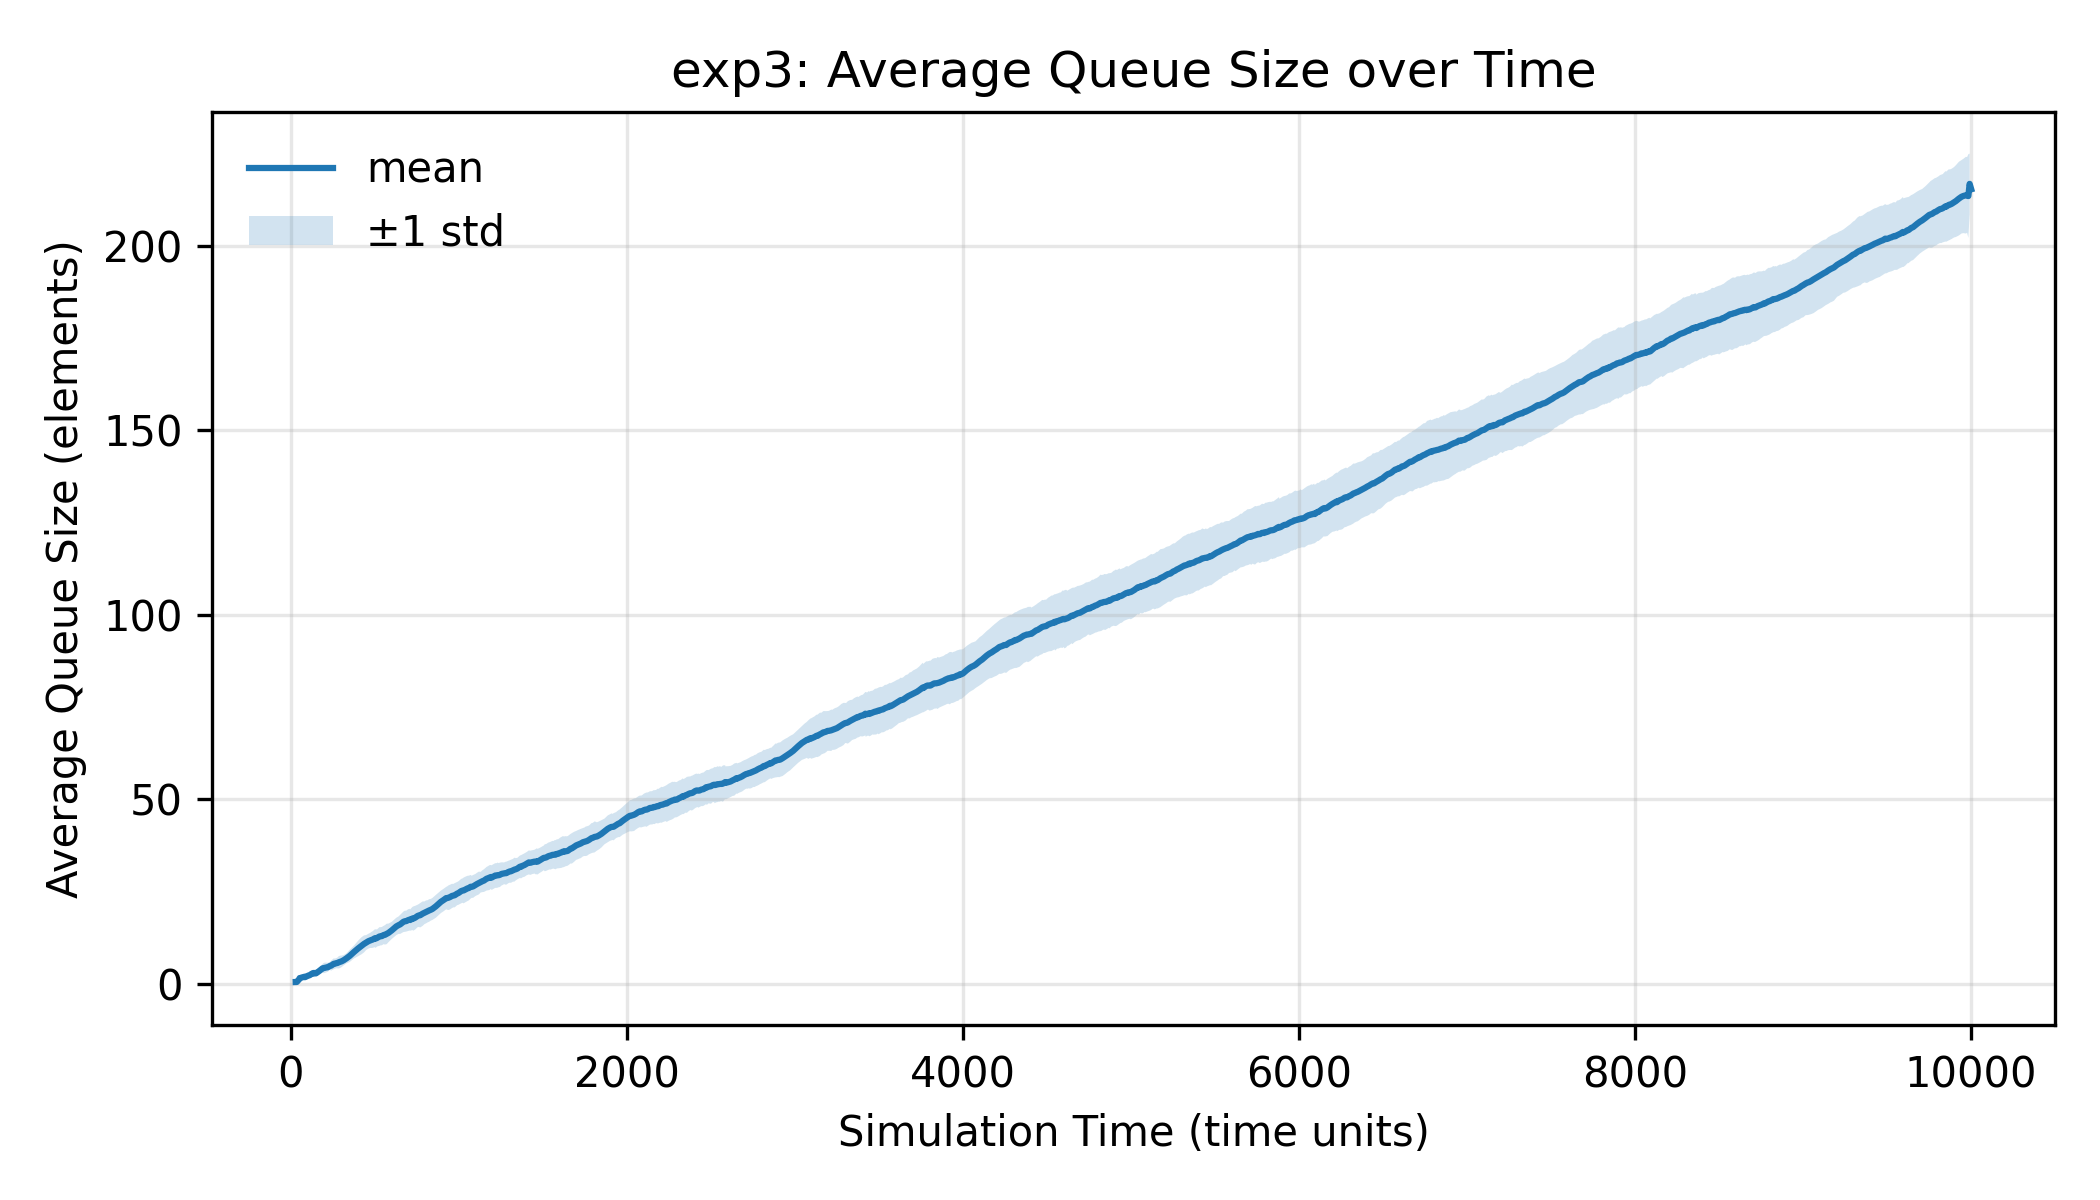 exp3: Average Queue Size over Time
mean
±1 std
Average Queue Size (elements)
200
150
100
50
0
0 2000 4000 6000 8000 10000
Simulation Time (time units)